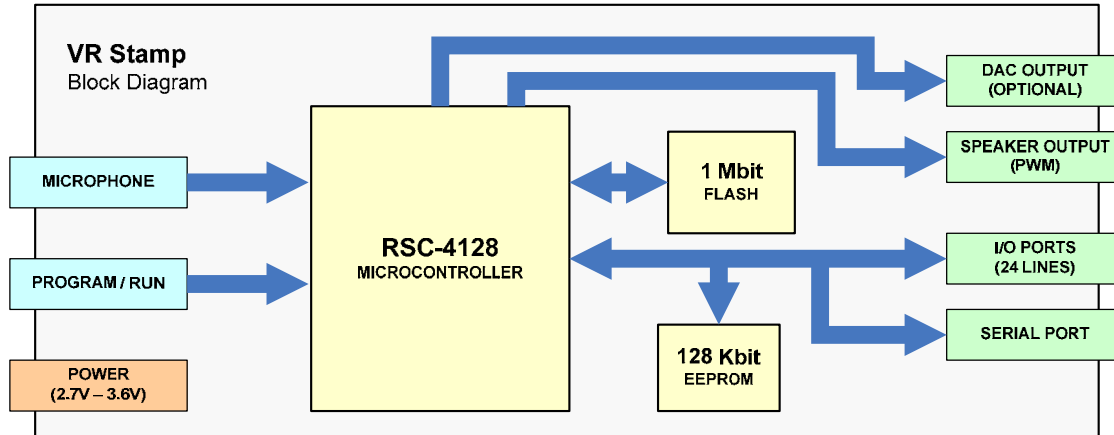 VR Stamp
Block Diagram
DAC OUTPUT
(OPTIONAL)
SPEAKER OUTPUT
(PWM)
MICROPHONE
1 Mbit
FLASH
RSC-4128
MICROCONTROLLER
I/O PORTS
(24 LINES)
PROGRAM / RUN
SERIAL PORT
128 Kbit
EEPROM
POWER
(2.7V – 3.6V)